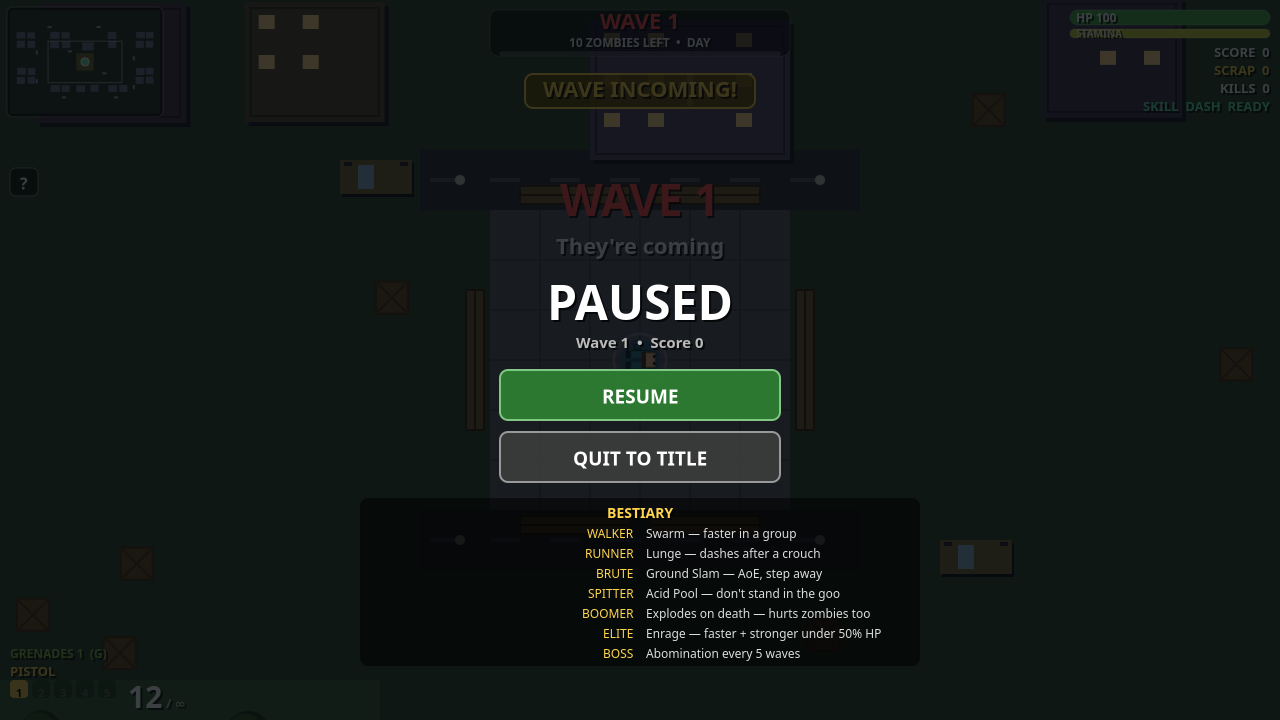 WAVE 1
10 ZOMBIES LEFT • DAY
WAVE INCOMING!
HP 100
STAMINA
SCORE 0
SCRAP 0
KILLS 0
SKILL DASH READY
?
WAVE 1
They're coming
PAUSED
Wave 1 • Score 0
RESUME
QUIT TO TITLE
BESTIARY
WALKER Swarm — faster in a group
RUNNER Lunge — dashes after a crouch
BRUTE Ground Slam — AoE, step away
SPITTER Acid Pool — don't stand in the goo
BOOMER Explodes on death — hurts zombies too
ELITE Enrage — faster + stronger under 50% HP
BOSS Abomination every 5 waves
GRENADES 1 (G)
PISTOL
1 2 3 4 5
12 / ∞